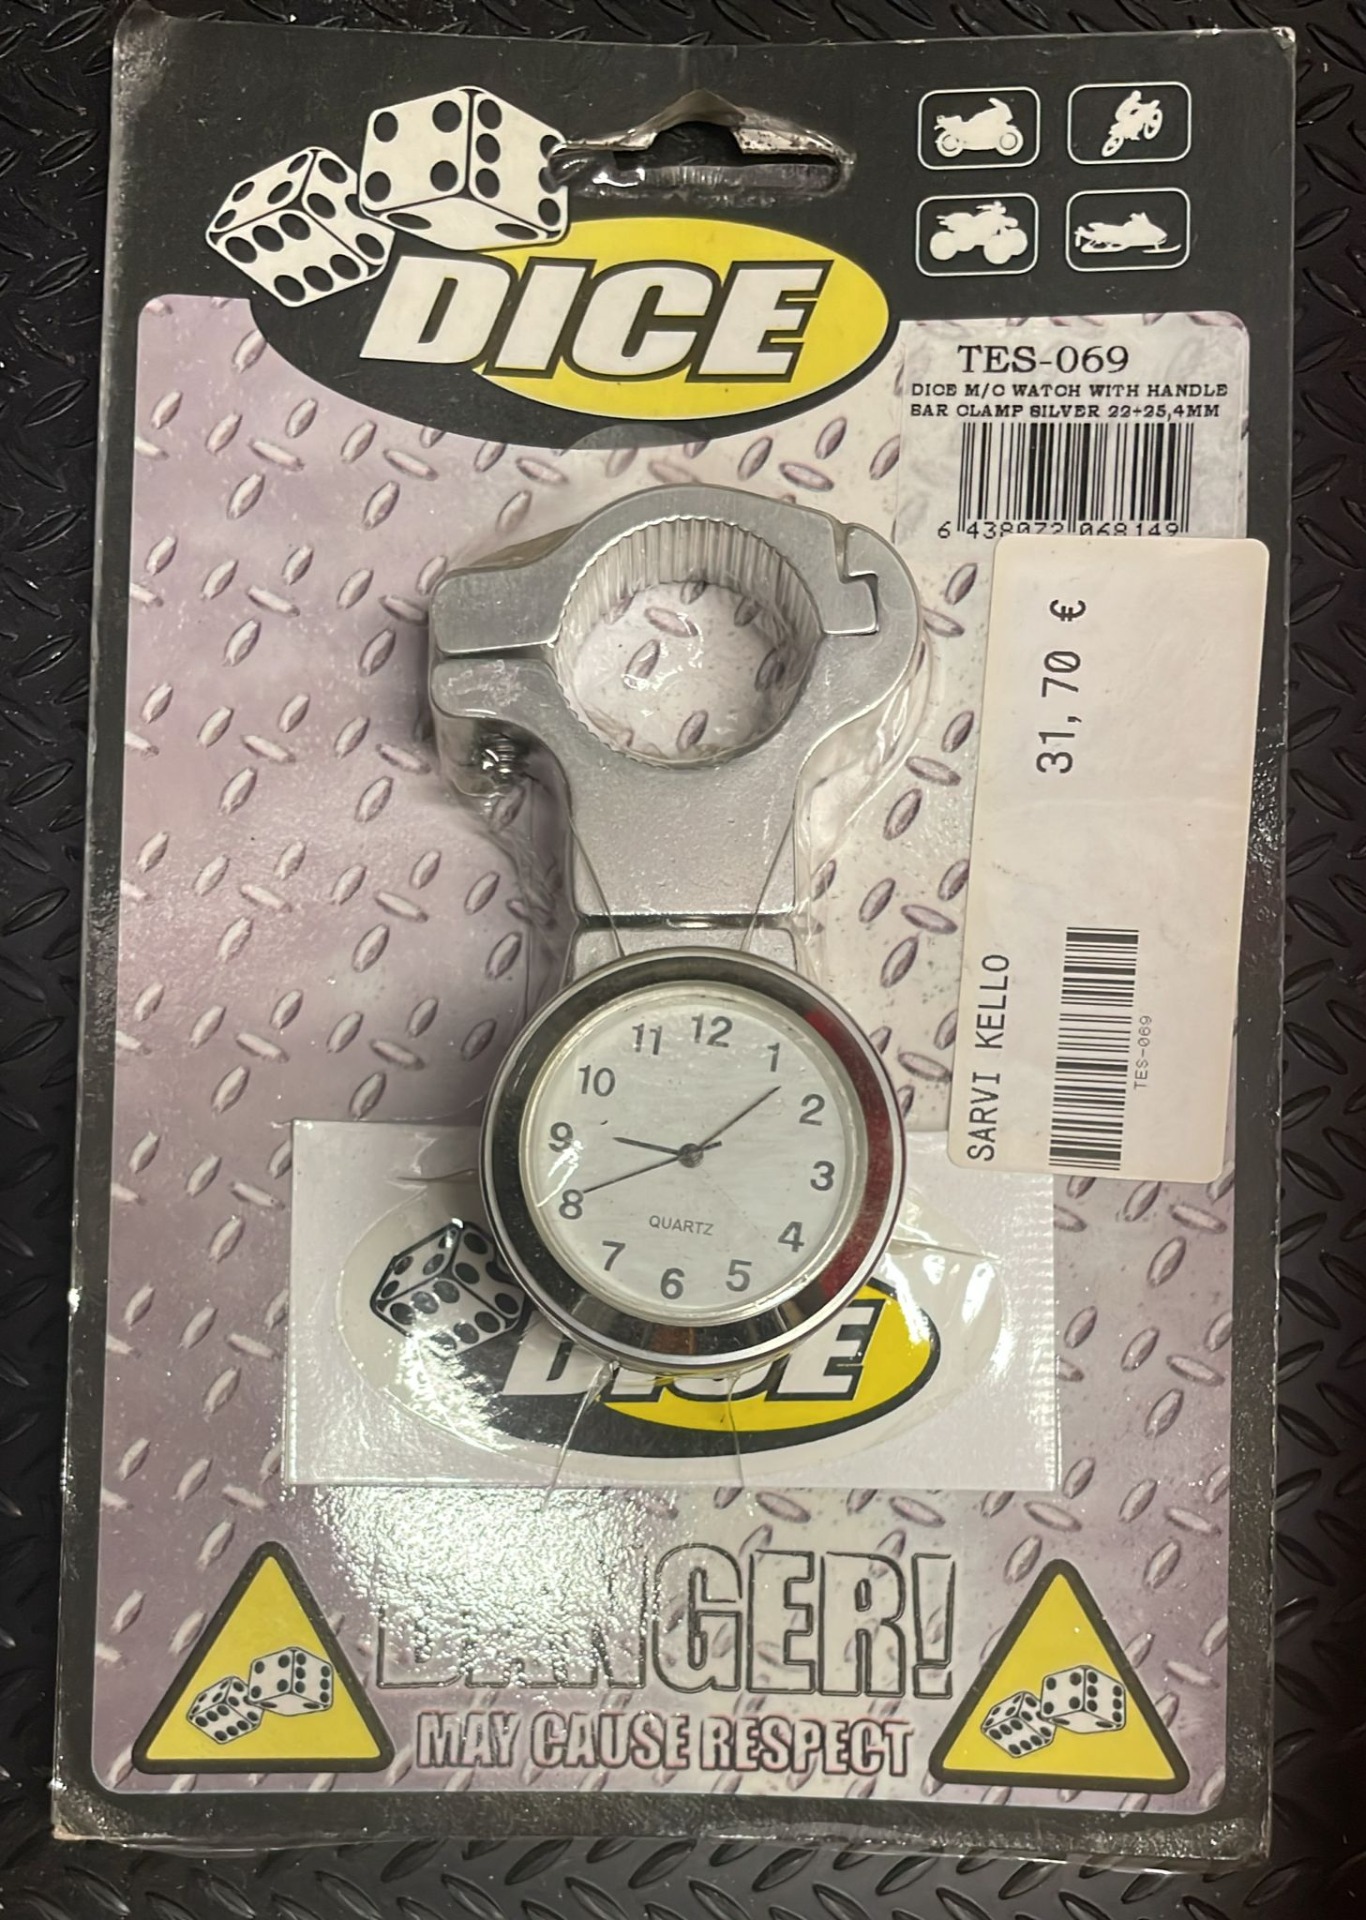 DICE
TES-069
DICE M/C WATCH WITH HANDLE
BAR CLAMP SILVER 22+25,4MM
6 438072 068149
31,70 €
SARVI KELLO
TES-069
12
1
2
3
4
5
6
7
8
9
10
11
QUARTZ
DICE
DANGER!
MAY CAUSE RESPECT